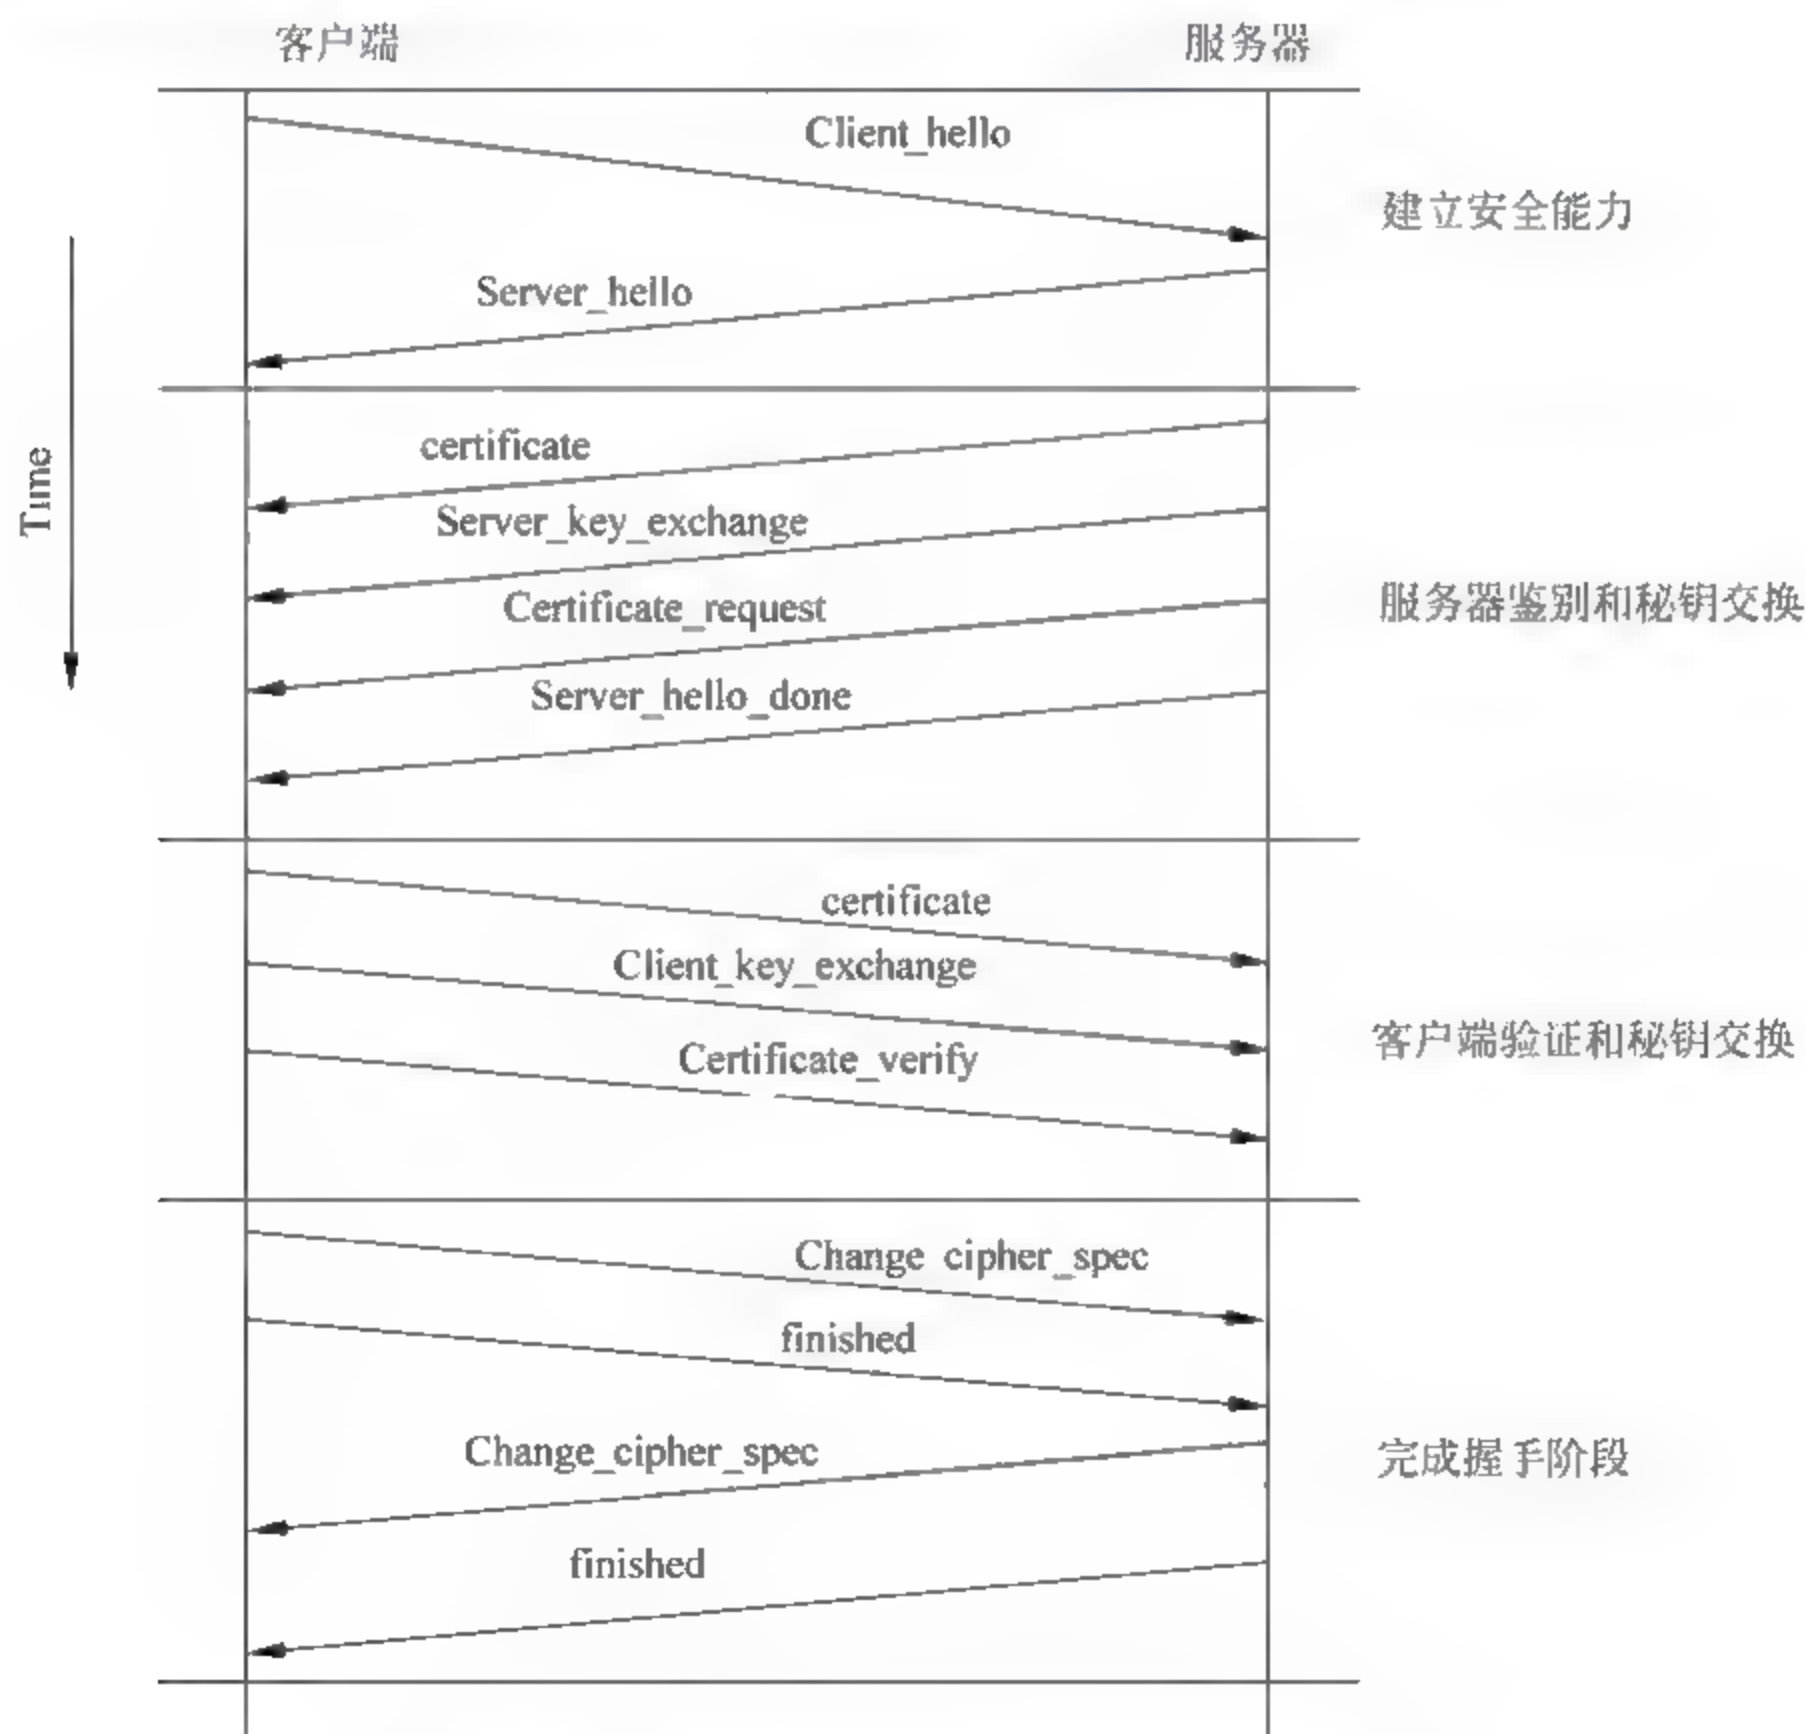 客户端
服务器
Client_hello
建立安全能力
Server_hello
Time
certificate
Server_key_exchange
服务器鉴别和秘钥交换
Certificate_request
Server_hello_done
certificate
Client_key_exchange
客户端验证和秘钥交换
Certificate_verify
Change cipher_spec
finished
Change_cipher_spec
完成握手阶段
finished